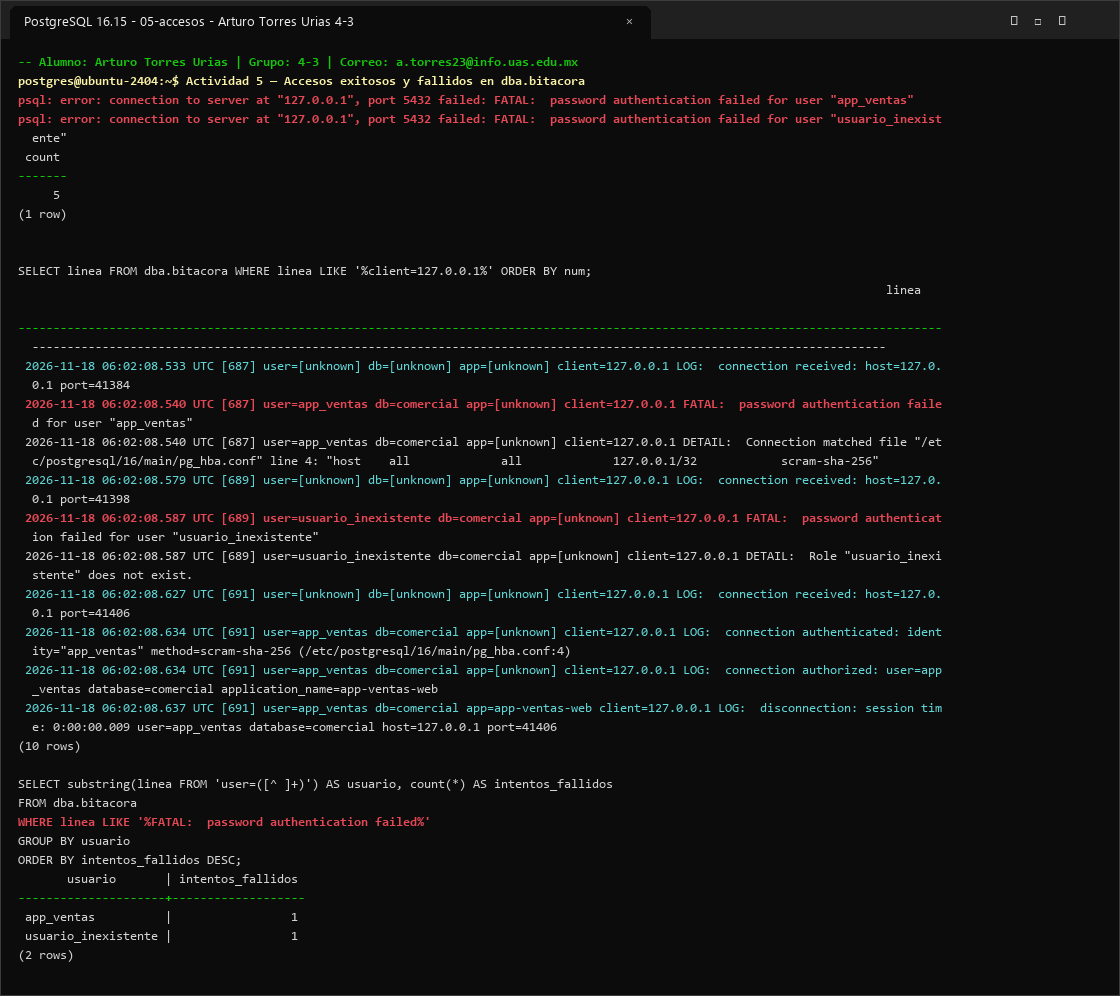 PostgreSQL 16.15 - 05-accesos - Arturo Torres Urias 4-3
-- Alumno: Arturo Torres Urias | Grupo: 4-3 | Correo: a.torres23@info.uas.edu.mx
postgres@ubuntu-2404:~$ Actividad 5 — Accesos exitosos y fallidos en dba.bitacora
psql: error: connection to server at "127.0.0.1", port 5432 failed: FATAL:  password authentication failed for user "app_ventas"
psql: error: connection to server at "127.0.0.1", port 5432 failed: FATAL:  password authentication failed for user "usuario_inexist
ente"
count
-------
5
(1 row)
SELECT linea FROM dba.bitacora WHERE linea LIKE '%client=127.0.0.1%' ORDER BY num;
linea
------------------------------------------------------------------------------------------------------------------------------------
--------------------------------------------------------------------------------------------------------------------------
2026-11-18 06:02:08.533 UTC [687] user=[unknown] db=[unknown] app=[unknown] client=127.0.0.1 LOG:  connection received: host=127.0.
0.1 port=41384
2026-11-18 06:02:08.540 UTC [687] user=app_ventas db=comercial app=[unknown] client=127.0.0.1 FATAL:  password authentication faile
d for user "app_ventas"
2026-11-18 06:02:08.540 UTC [687] user=app_ventas db=comercial app=[unknown] client=127.0.0.1 DETAIL:  Connection matched file "/et
c/postgresql/16/main/pg_hba.conf" line 4: "host    all             all             127.0.0.1/32            scram-sha-256"
2026-11-18 06:02:08.579 UTC [689] user=[unknown] db=[unknown] app=[unknown] client=127.0.0.1 LOG:  connection received: host=127.0.
0.1 port=41398
2026-11-18 06:02:08.587 UTC [689] user=usuario_inexistente db=comercial app=[unknown] client=127.0.0.1 FATAL:  password authenticat
ion failed for user "usuario_inexistente"
2026-11-18 06:02:08.587 UTC [689] user=usuario_inexistente db=comercial app=[unknown] client=127.0.0.1 DETAIL:  Role "usuario_inexi
stente" does not exist.
2026-11-18 06:02:08.627 UTC [691] user=[unknown] db=[unknown] app=[unknown] client=127.0.0.1 LOG:  connection received: host=127.0.
0.1 port=41406
2026-11-18 06:02:08.634 UTC [691] user=app_ventas db=comercial app=[unknown] client=127.0.0.1 LOG:  connection authenticated: ident
ity="app_ventas" method=scram-sha-256 (/etc/postgresql/16/main/pg_hba.conf:4)
2026-11-18 06:02:08.634 UTC [691] user=app_ventas db=comercial app=[unknown] client=127.0.0.1 LOG:  connection authorized: user=app
_ventas database=comercial application_name=app-ventas-web
2026-11-18 06:02:08.637 UTC [691] user=app_ventas db=comercial app=app-ventas-web client=127.0.0.1 LOG:  disconnection: session tim
e: 0:00:00.009 user=app_ventas database=comercial host=127.0.0.1 port=41406
(10 rows)
SELECT substring(linea FROM 'user=([^ ]+)') AS usuario, count(*) AS intentos_fallidos
FROM dba.bitacora
WHERE linea LIKE '%FATAL:  password authentication failed%'
GROUP BY usuario
ORDER BY intentos_fallidos DESC;
usuario       | intentos_fallidos
---------------------+-------------------
app_ventas          |                 1
usuario_inexistente |                 1
(2 rows)